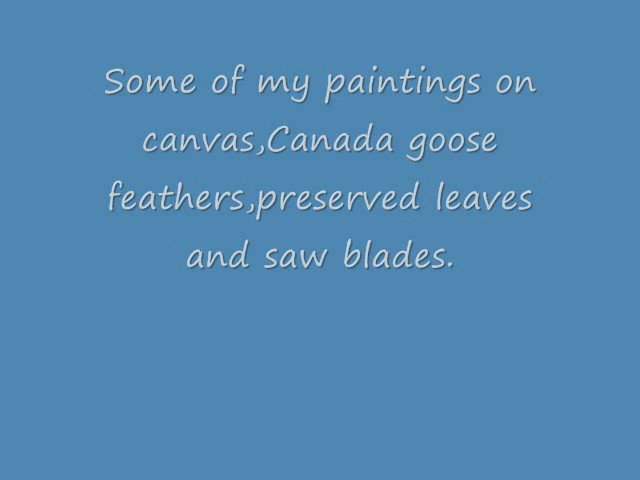 Some of my paintings on
canvas,Canada goose
feathers,preserved leaves
and saw blades.